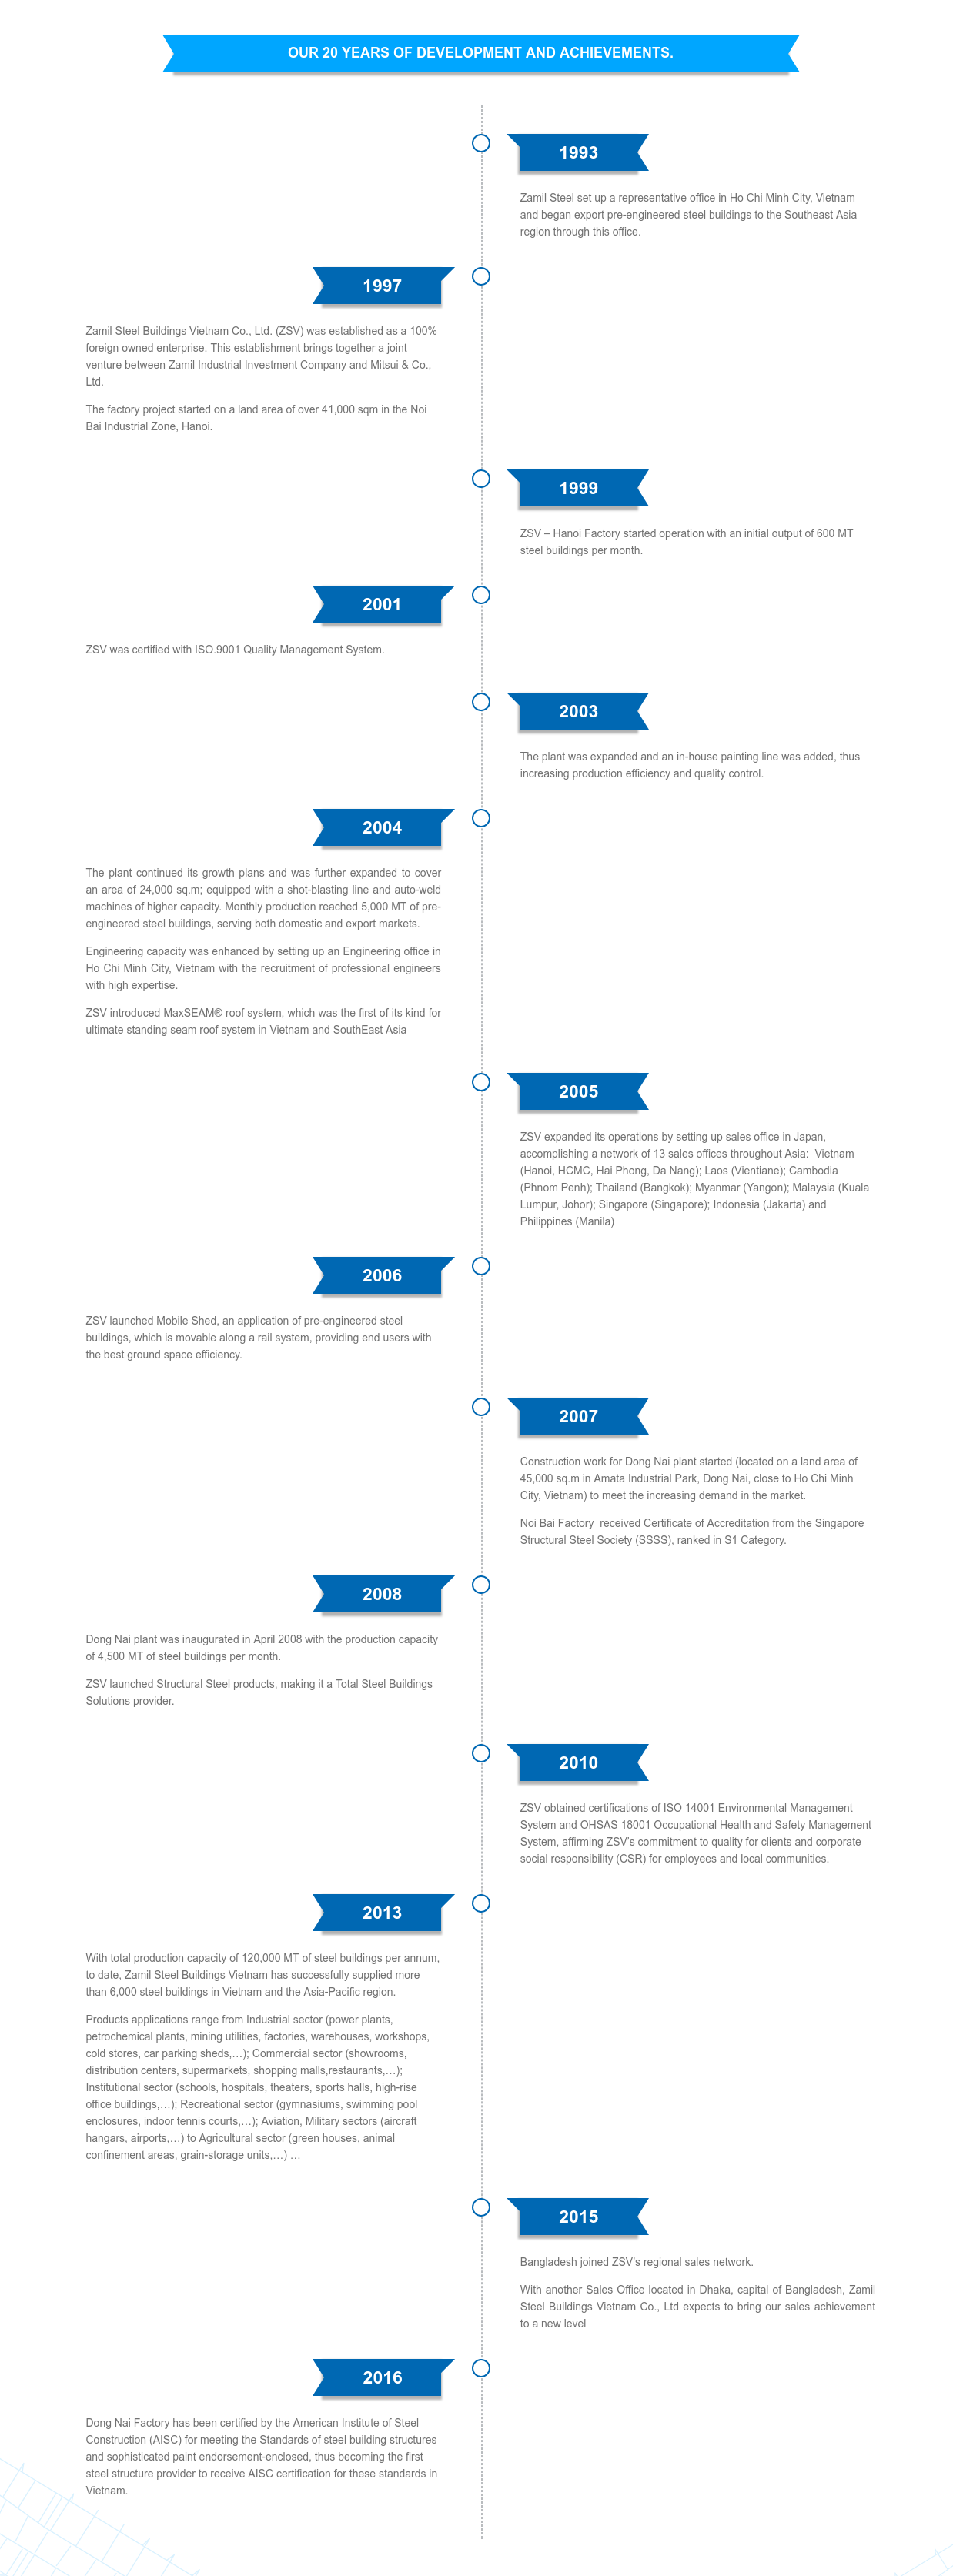 OUR 20 YEARS OF DEVELOPMENT AND ACHIEVEMENTS.
1993
Zamil Steel set up a representative office in Ho Chi Minh City, Vietnam
and began export pre-engineered steel buildings to the Southeast Asia
region through this office.
1997
Zamil Steel Buildings Vietnam Co., Ltd. (ZSV) was established as a 100%
foreign owned enterprise. This establishment brings together a joint
venture between Zamil Industrial Investment Company and Mitsui & Co.,
Ltd.
The factory project started on a land area of over 41,000 sqm in the Noi
Bai Industrial Zone, Hanoi.
1999
ZSV – Hanoi Factory started operation with an initial output of 600 MT
steel buildings per month.
2001
ZSV was certified with ISO.9001 Quality Management System.
2003
The plant was expanded and an in-house painting line was added, thus
increasing production efficiency and quality control.
2004
The plant continued its growth plans and was further expanded to cover
an area of 24,000 sq.m; equipped with a shot-blasting line and auto-weld
machines of higher capacity. Monthly production reached 5,000 MT of pre-
engineered steel buildings, serving both domestic and export markets.
Engineering capacity was enhanced by setting up an Engineering office in
Ho Chi Minh City, Vietnam with the recruitment of professional engineers
with high expertise.
ZSV introduced MaxSEAM® roof system, which was the first of its kind for
ultimate standing seam roof system in Vietnam and SouthEast Asia
2005
ZSV expanded its operations by setting up sales office in Japan,
accomplishing a network of 13 sales offices throughout Asia:  Vietnam
(Hanoi, HCMC, Hai Phong, Da Nang); Laos (Vientiane); Cambodia
(Phnom Penh); Thailand (Bangkok); Myanmar (Yangon); Malaysia (Kuala
Lumpur, Johor); Singapore (Singapore); Indonesia (Jakarta) and
Philippines (Manila)
2006
ZSV launched Mobile Shed, an application of pre-engineered steel
buildings, which is movable along a rail system, providing end users with
the best ground space efficiency.
2007
Construction work for Dong Nai plant started (located on a land area of
45,000 sq.m in Amata Industrial Park, Dong Nai, close to Ho Chi Minh
City, Vietnam) to meet the increasing demand in the market.
Noi Bai Factory  received Certificate of Accreditation from the Singapore
Structural Steel Society (SSSS), ranked in S1 Category.
2008
Dong Nai plant was inaugurated in April 2008 with the production capacity
of 4,500 MT of steel buildings per month.
ZSV launched Structural Steel products, making it a Total Steel Buildings
Solutions provider.
2010
ZSV obtained certifications of ISO 14001 Environmental Management
System and OHSAS 18001 Occupational Health and Safety Management
System, affirming ZSV's commitment to quality for clients and corporate
social responsibility (CSR) for employees and local communities.
2013
With total production capacity of 120,000 MT of steel buildings per annum,
to date, Zamil Steel Buildings Vietnam has successfully supplied more
than 6,000 steel buildings in Vietnam and the Asia-Pacific region.
Products applications range from Industrial sector (power plants,
petrochemical plants, mining utilities, factories, warehouses, workshops,
cold stores, car parking sheds,…); Commercial sector (showrooms,
distribution centers, supermarkets, shopping malls,restaurants,…);
Institutional sector (schools, hospitals, theaters, sports halls, high-rise
office buildings,…); Recreational sector (gymnasiums, swimming pool
enclosures, indoor tennis courts,…); Aviation, Military sectors (aircraft
hangars, airports,…) to Agricultural sector (green houses, animal
confinement areas, grain-storage units,…) …
2015
Bangladesh joined ZSV's regional sales network.
With another Sales Office located in Dhaka, capital of Bangladesh, Zamil
Steel Buildings Vietnam Co., Ltd expects to bring our sales achievement
to a new level
2016
Dong Nai Factory has been certified by the American Institute of Steel
Construction (AISC) for meeting the Standards of steel building structures
and sophisticated paint endorsement-enclosed, thus becoming the first
steel structure provider to receive AISC certification for these standards in
Vietnam.